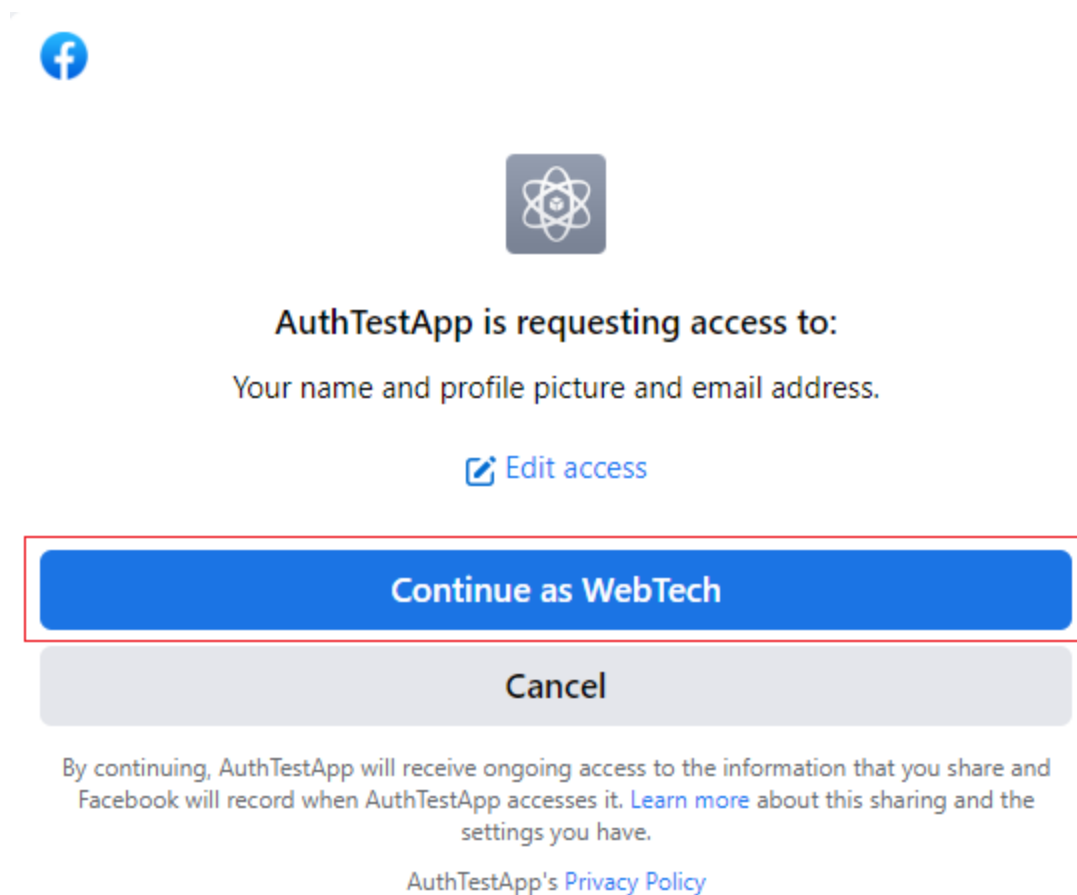 AuthTestApp is requesting access to:
Your name and profile picture and email address.
Edit access
Continue as WebTech
Cancel
By continuing, AuthTestApp will receive ongoing access to the information that you share and
Facebook will record when AuthTestApp accesses it. Learn more about this sharing and the
settings you have.
AuthTestApp's Privacy Policy